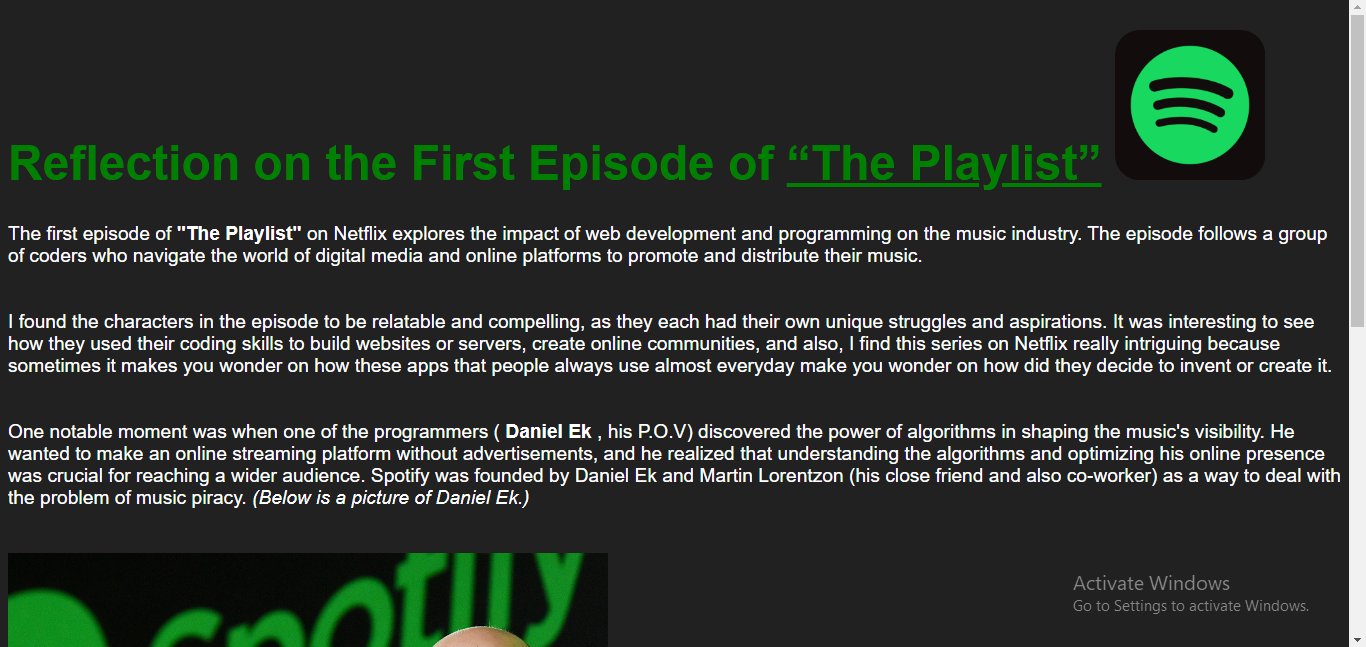 Reflection on the First Episode of “The Playlist”
The first episode of "The Playlist" on Netflix explores the impact of web development and programming on the music industry. The episode follows a group
of coders who navigate the world of digital media and online platforms to promote and distribute their music.
I found the characters in the episode to be relatable and compelling, as they each had their own unique struggles and aspirations. It was interesting to see
how they used their coding skills to build websites or servers, create online communities, and also, I find this series on Netflix really intriguing because
sometimes it makes you wonder on how these apps that people always use almost everyday make you wonder on how did they decide to invent or create it.
One notable moment was when one of the programmers ( Daniel Ek , his P.O.V) discovered the power of algorithms in shaping the music's visibility. He
wanted to make an online streaming platform without advertisements, and he realized that understanding the algorithms and optimizing his online presence
was crucial for reaching a wider audience. Spotify was founded by Daniel Ek and Martin Lorentzon (his close friend and also co-worker) as a way to deal with
the problem of music piracy. (Below is a picture of Daniel Ek.)
spotify
Activate Windows
Go to Settings to activate Windows.